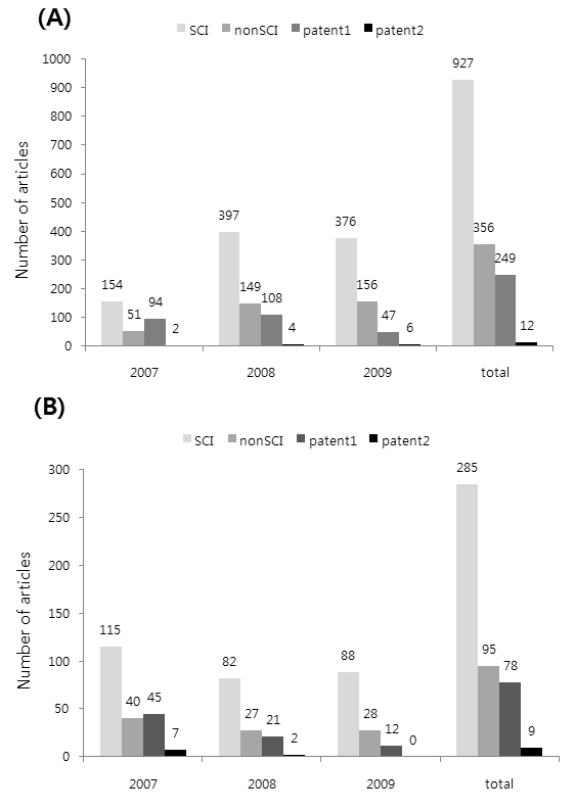 (A)
SCI nonSCI patent1 patent2
Number of articles
1000
900
800
700
600
500
400
300
200
100
0
154 51 94 2
397 149 108 4
376 156 47 6
927 356 249 12
2007 2008 2009 total
(B)
SCI nonSCI patent1 patent2
Number of articles
300
250
200
150
100
50
0
115 40 45 7
82 27 21 2
88 28 12 0
285 95 78 9
2007 2008 2009 total